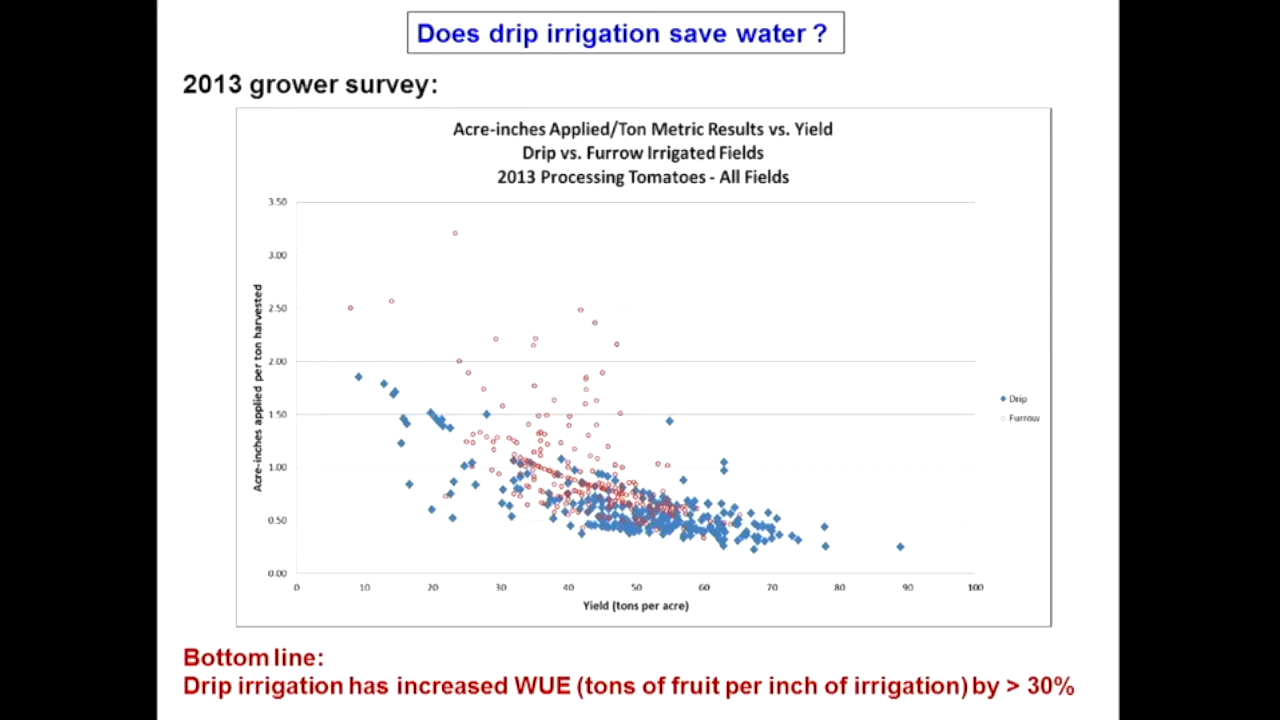 Does drip irrigation save water ?
2013 grower survey:
Acre-inches Applied/Ton Metric Results vs. Yield
Drip vs. Furrow Irrigated Fields
2013 Processing Tomatoes - All Fields
Acre-inches applied per ton harvested
3.50
3.00
2.50
2.00
1.50
1.00
0.50
0.00
0 10 20 30 40 50 60 70 80 90 100
Yield (tons per acre)
Drip
Furrow
Bottom line:
Drip irrigation has increased WUE (tons of fruit per inch of irrigation) by > 30%